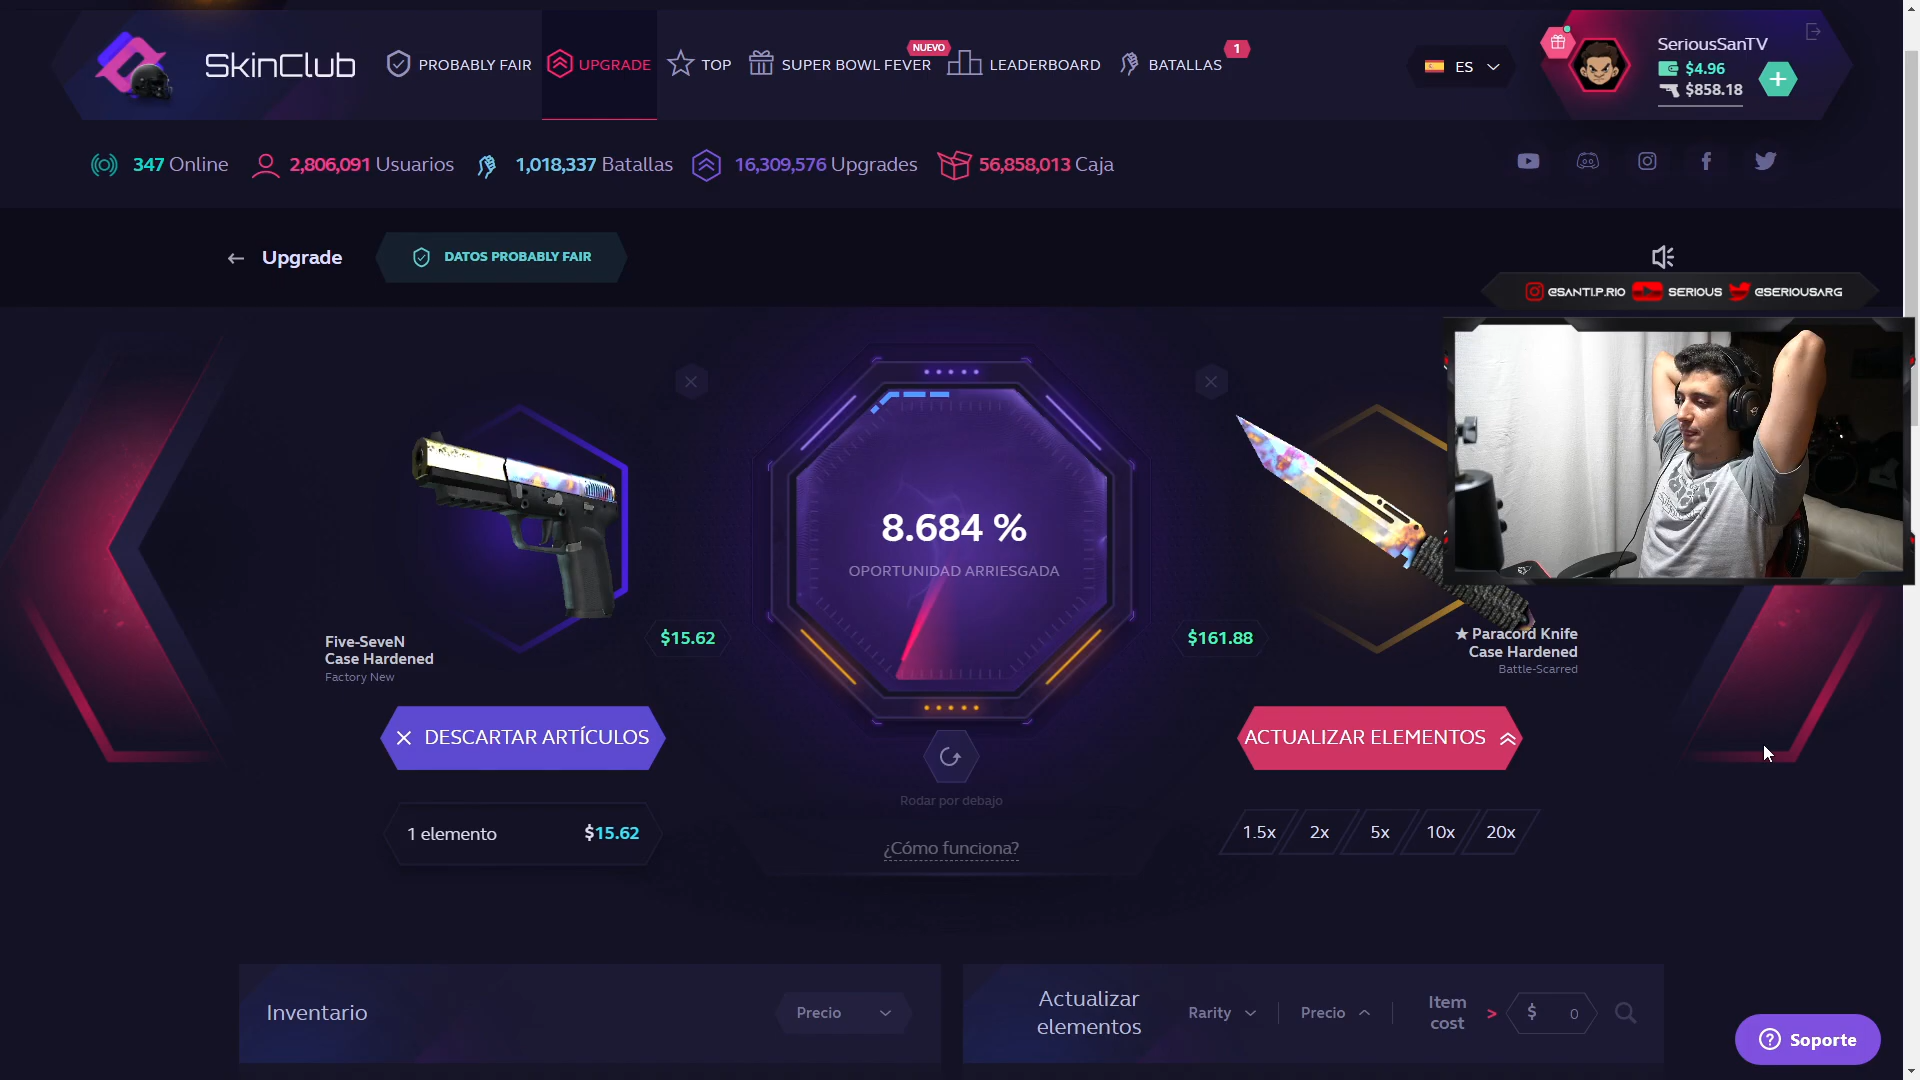 SkinClub
PROBABLY FAIR
UPGRADE
TOP
NUEVO
SUPER BOWL FEVER
LEADERBOARD
BATALLAS
1
ES
SeriousSanTV
$4.96
$858.18
347 Online
2,806,091 Usuarios
1,018,337 Batallas
16,309,576 Upgrades
56,858,013 Caja
Upgrade
DATOS PROBABLY FAIR
@SANTI.P.RIO SERIOUS @SERIOUSARG
8.684 %
OPORTUNIDAD ARRIESGADA
Five-SeveN
Case Hardened
Factory New
$15.62
$161.88
★ Paracord Knife
Case Hardened
Battle-Scarred
DESCARTAR ARTÍCULOS
ACTUALIZAR ELEMENTOS
Rodar por debajo
1 elemento
$15.62
¿Cómo funciona?
1.5x
2x
5x
10x
20x
Inventario
Precio
Actualizar
elementos
Rarity
Precio
Item
cost
>
$
0
Soporte